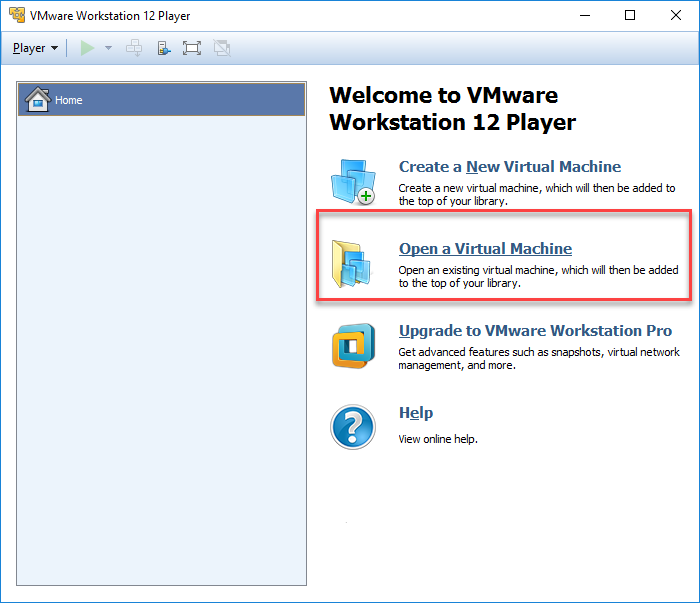 VMware Workstation 12 Player
Player
Home
Welcome to VMware
Workstation 12 Player
Create a New Virtual Machine
Create a new virtual machine, which will then be added to
the top of your library.
Open a Virtual Machine
Open an existing virtual machine, which will then be added
to the top of your library.
Upgrade to VMware Workstation Pro
Get advanced features such as snapshots, virtual network
management, and more.
Help
View online help.